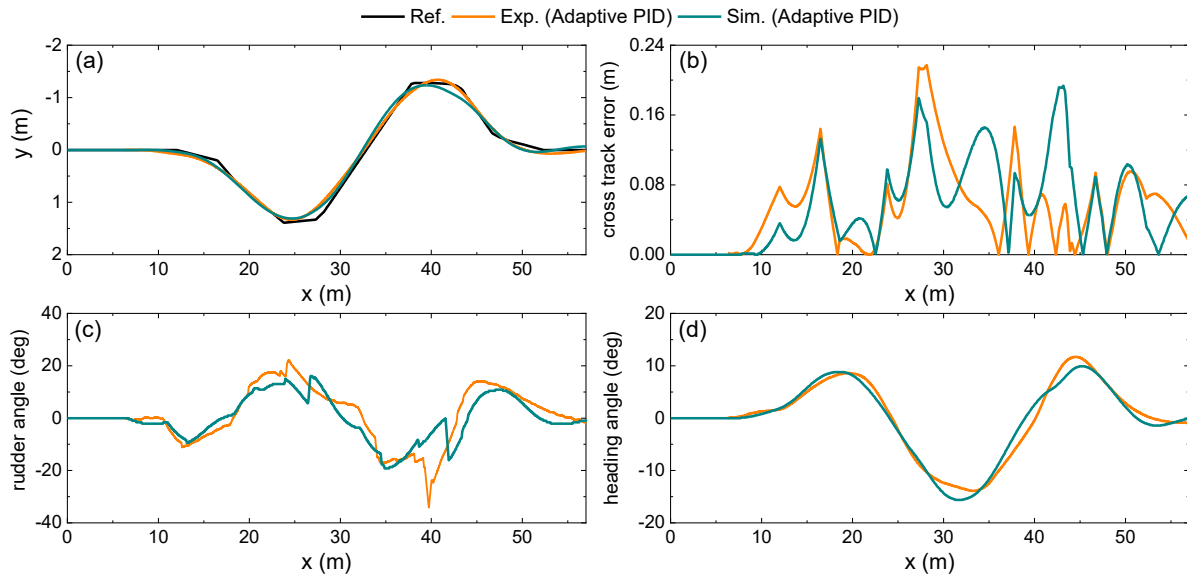 Ref. Exp. (Adaptive PID) Sim. (Adaptive PID)
(a)
y (m)
-2
-1
0
1
2
0 10 20 30 40 50
x (m)
(b)
cross track error (m)
0.24
0.16
0.08
0.00
0 10 20 30 40 50
x (m)
(c)
rudder angle (deg)
40
20
0
-20
-40
0 10 20 30 40 50
x (m)
(d)
heading angle (deg)
20
10
0
-10
-20
0 10 20 30 40 50
x (m)